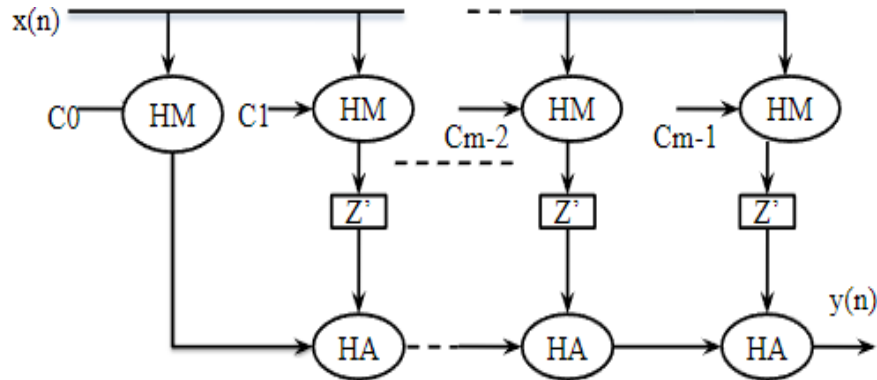 x(n)
C0 HM C1 HM Cm-2 HM Cm-1 HM
Z’ Z’ Z’
y(n)
HA HA HA